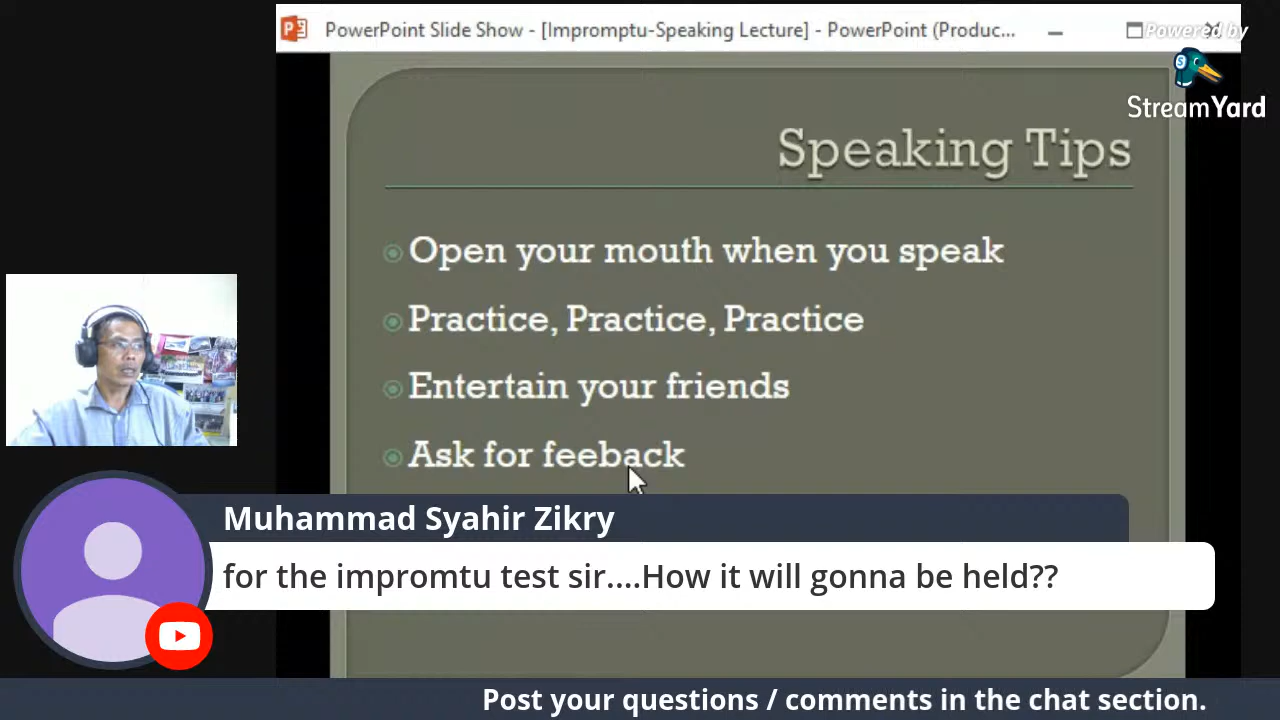 PowerPoint Slide Show - [Impromptu-Speaking Lecture] - PowerPoint (Produc...
Powered by
StreamYard
Speaking Tips
Open your mouth when you speak
Practice, Practice, Practice
Entertain your friends
Ask for feeback
Muhammad Syahir Zikry
for the impromtu test sir....How it will gonna be held??
Post your questions / comments in the chat section.